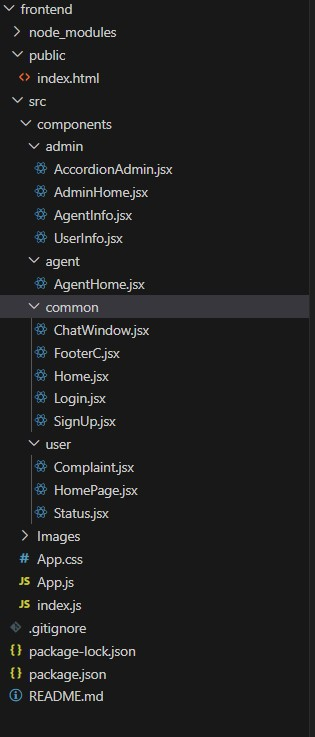 frontend
node_modules
public
<> index.html
src
components
admin
AccordionAdmin.jsx
AdminHome.jsx
AgentInfo.jsx
UserInfo.jsx
agent
AgentHome.jsx
common
ChatWindow.jsx
FooterC.jsx
Home.jsx
Login.jsx
SignUp.jsx
user
Complaint.jsx
HomePage.jsx
Status.jsx
Images
# App.css
JS App.js
JS index.js
.gitignore
{} package-lock.json
{} package.json
README.md